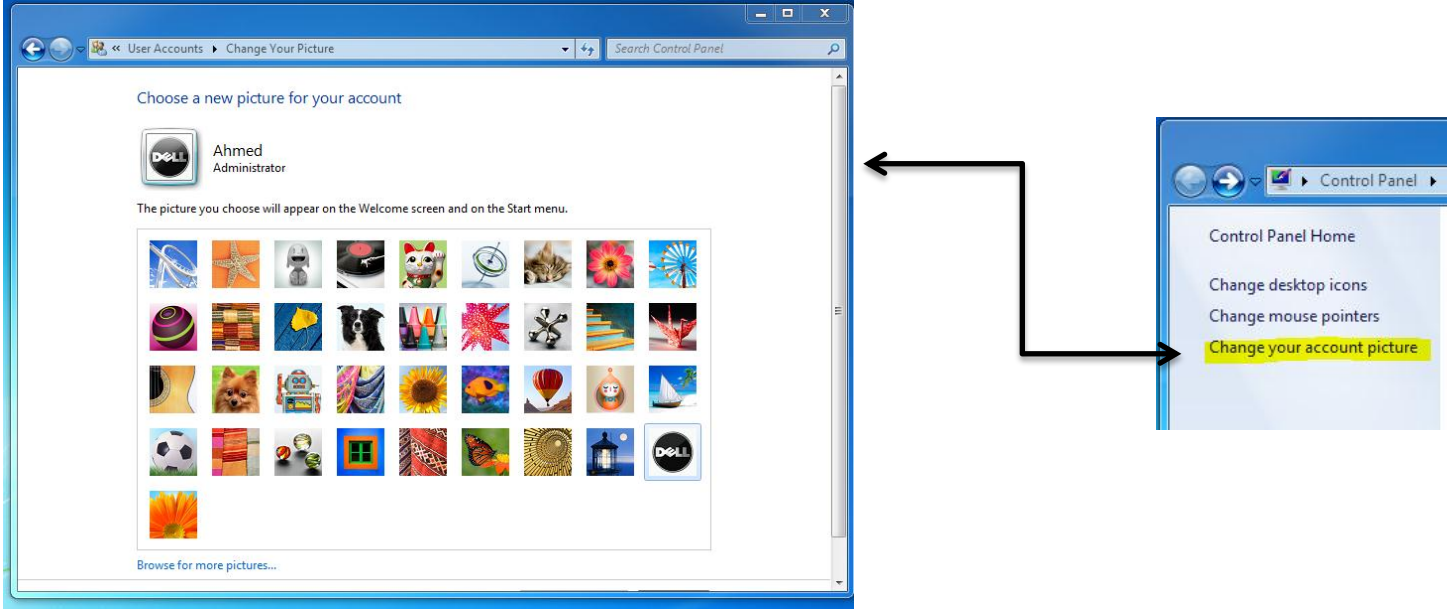 « User Accounts ▸ Change Your Picture
Search Control Panel
Choose a new picture for your account
DELL
Ahmed
Administrator
The picture you choose will appear on the Welcome screen and on the Start menu.
DELL
Browse for more pictures...
Control Panel ▸
Control Panel Home
Change desktop icons
Change mouse pointers
Change your account picture